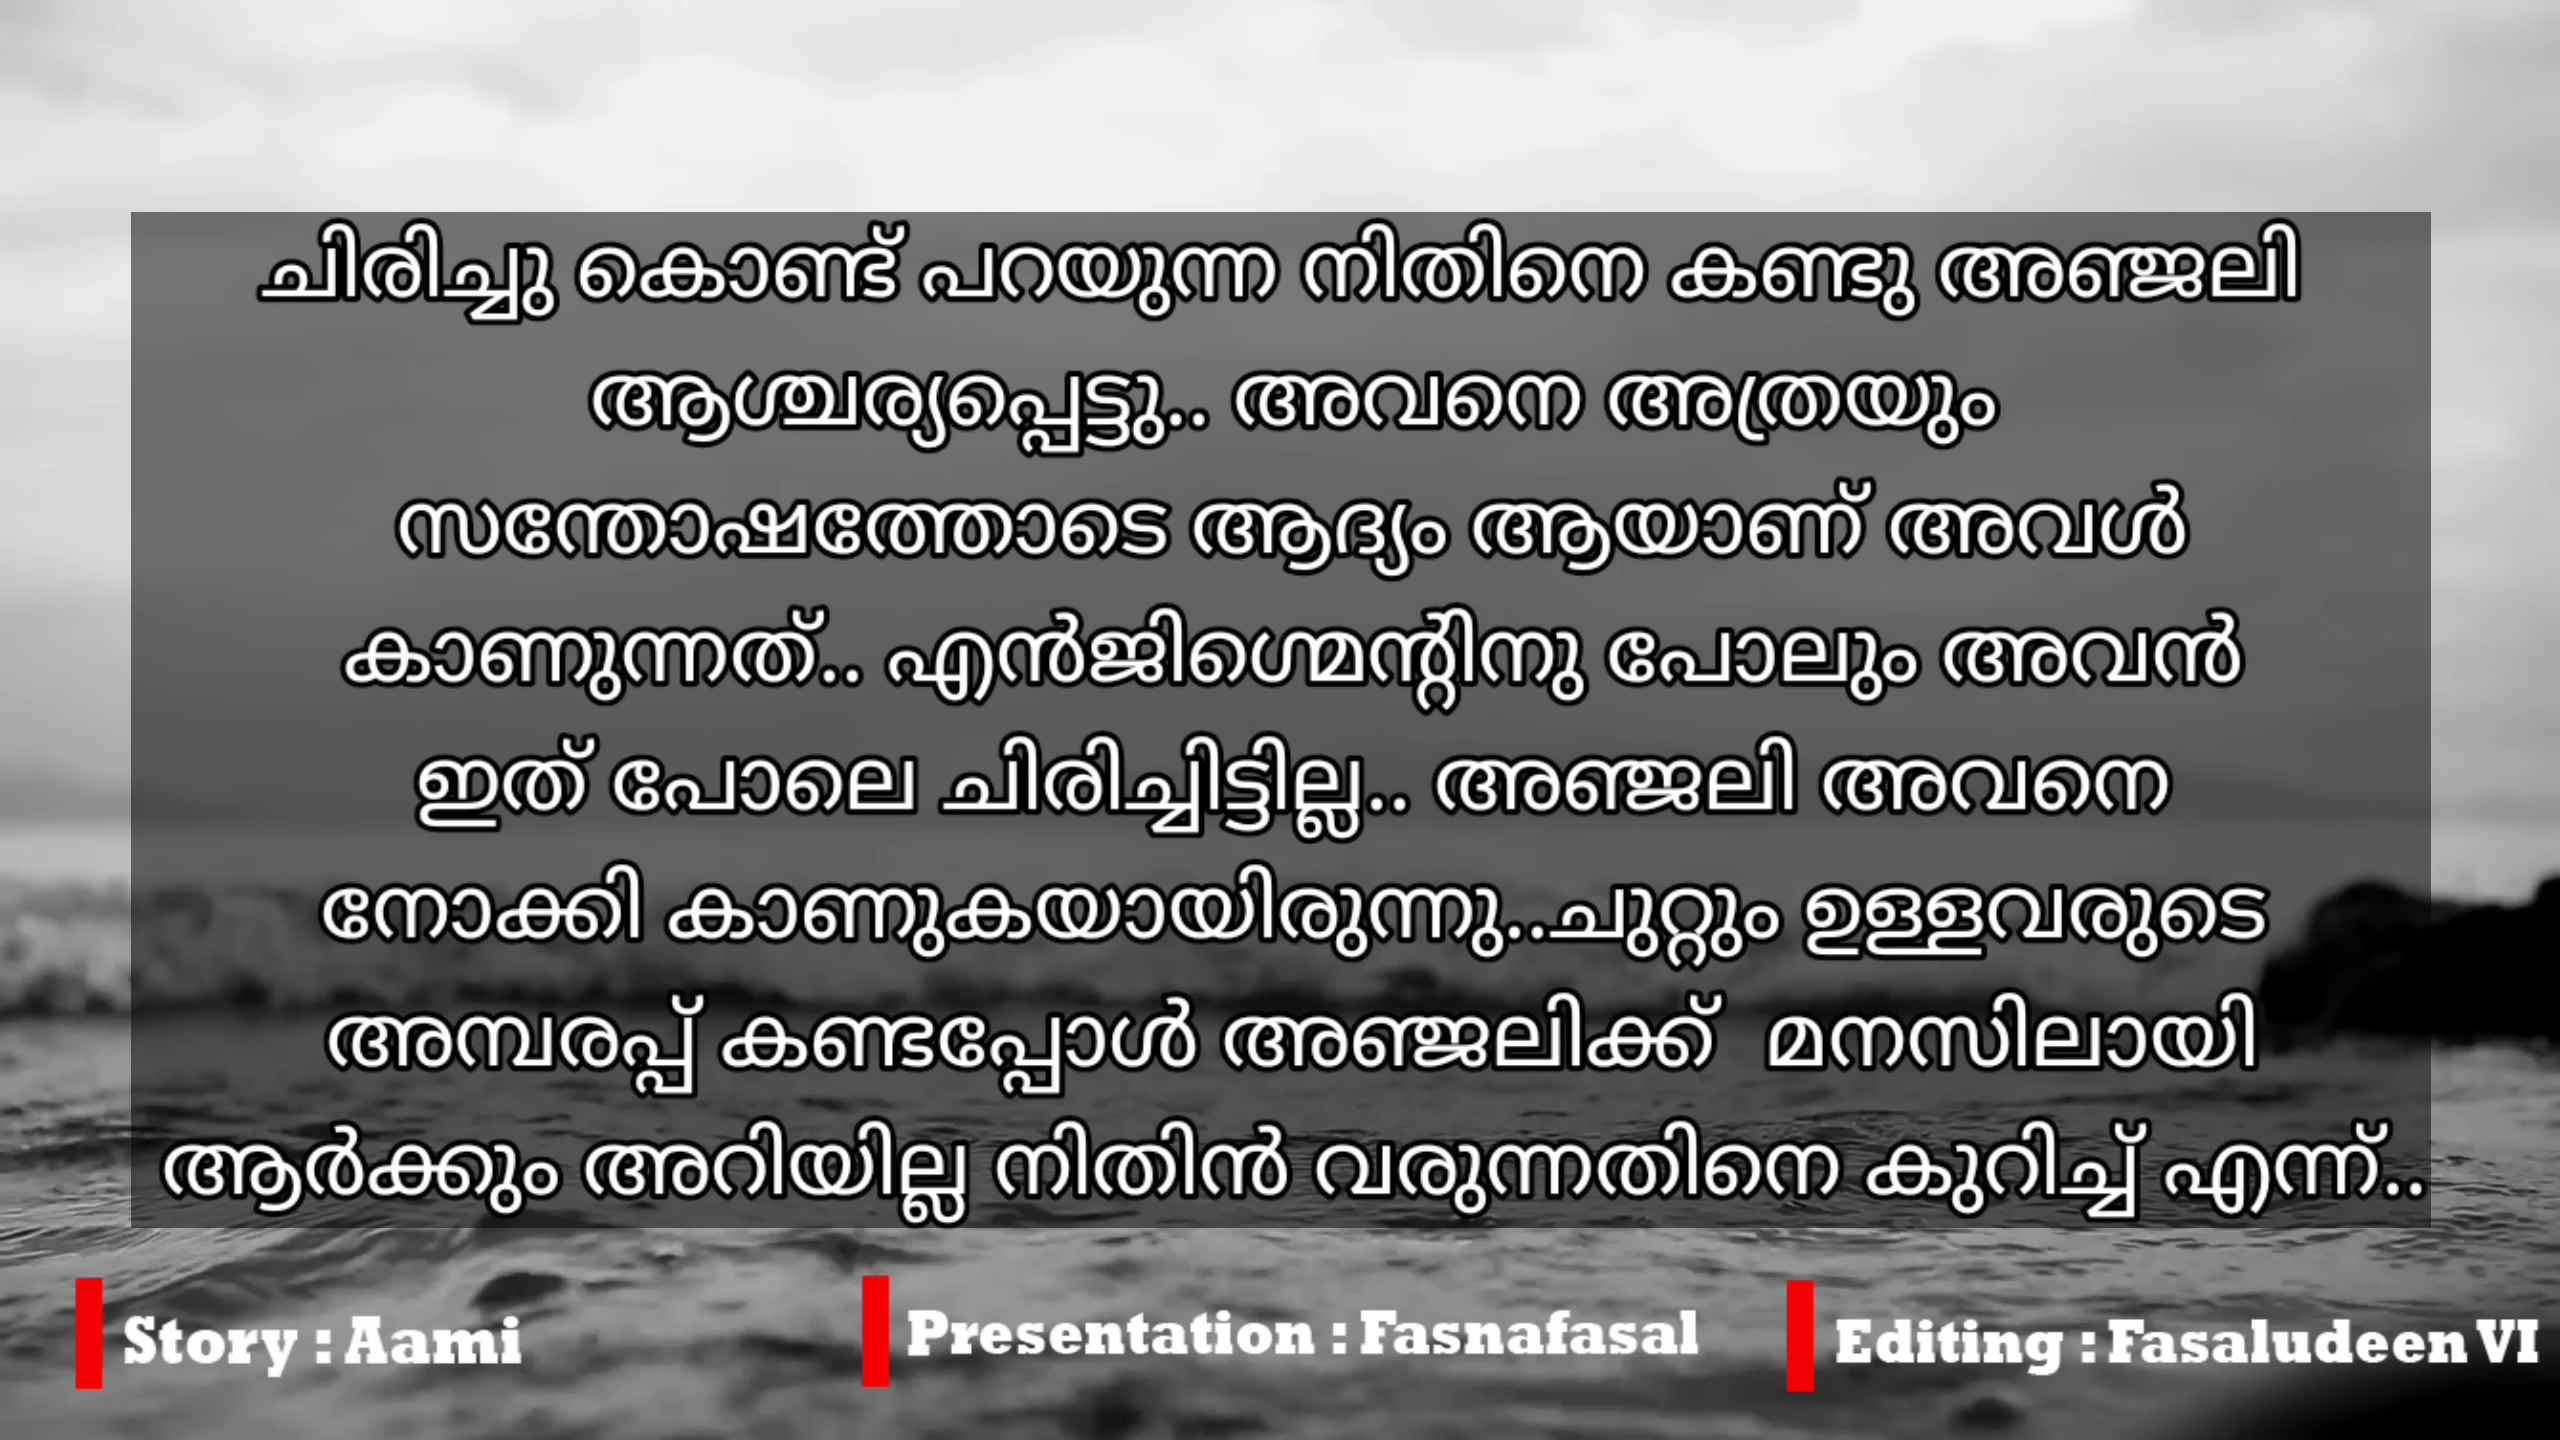 ചിരിച്ചു കൊണ്ട് പറയുന്ന നിതിനെ കണ്ടു അഞ്ജലി
ആശ്ചര്യപ്പെട്ടു.. അവനെ അത്രയും
സന്തോഷത്തോടെ ആദ്യം ആയാണ് അവൾ
കാണുന്നത്.. എൻജിഗ്മെന്റിനു പോലും അവൻ
ഇത് പോലെ ചിരിച്ചിട്ടില്ല.. അഞ്ജലി അവനെ
നോക്കി കാണുകയായിരുന്നു..ചുറ്റും ഉള്ളവരുടെ
അമ്പരപ്പ് കണ്ടപ്പോൾ അഞ്ജലിക്ക് മനസിലായി
ആർക്കും അറിയില്ല നിതിൻ വരുന്നതിനെ കുറിച്ച് എന്ന്..
Story : Aami
Presentation : Fasnafasal
Editing : Fasaludeen VI